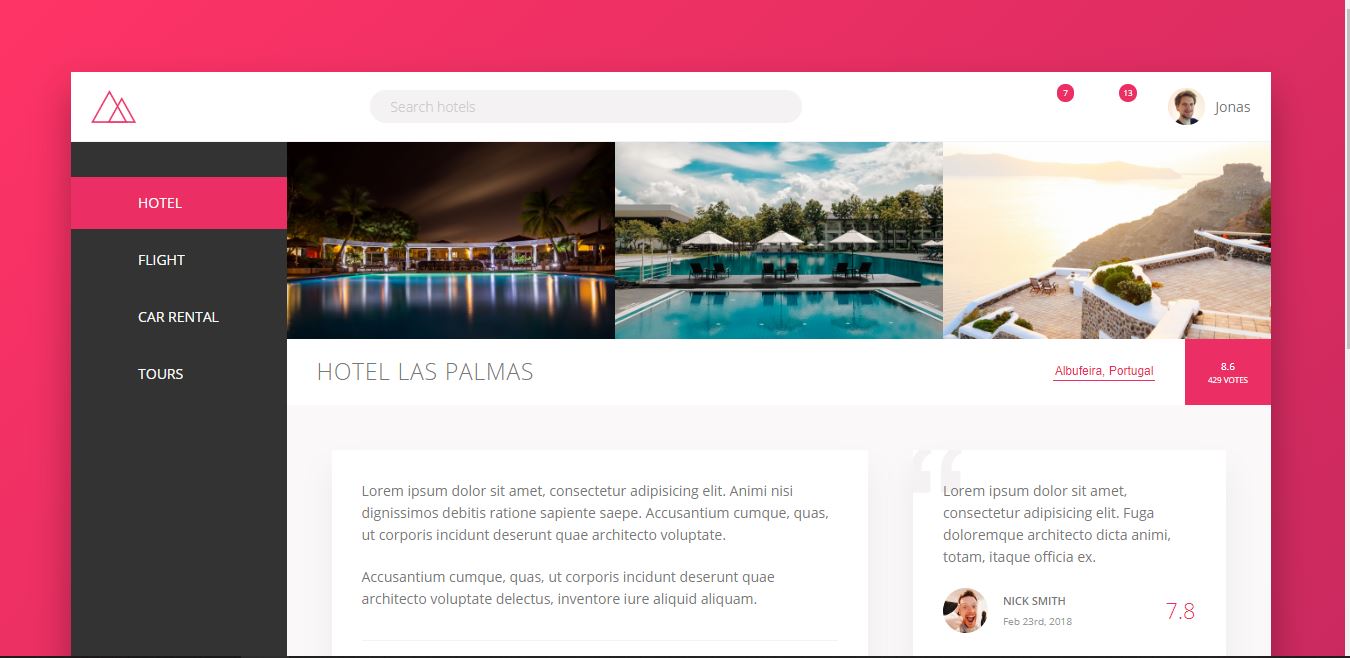 Search hotels
7
13
Jonas
HOTEL
FLIGHT
CAR RENTAL
TOURS
HOTEL LAS PALMAS
Albufeira, Portugal
8.6
429 VOTES
Lorem ipsum dolor sit amet, consectetur adipisicing elit. Animi nisi
dignissimos debitis ratione sapiente saepe. Accusantium cumque, quas,
ut corporis incidunt deserunt quae architecto voluptate.
Accusantium cumque, quas, ut corporis incidunt deserunt quae
architecto voluptate delectus, inventore iure aliquid aliquam.
“
Lorem ipsum dolor sit amet,
consectetur adipisicing elit. Fuga
doloremque architecto dicta animi,
totam, itaque officia ex.
NICK SMITH
Feb 23rd, 2018
7.8